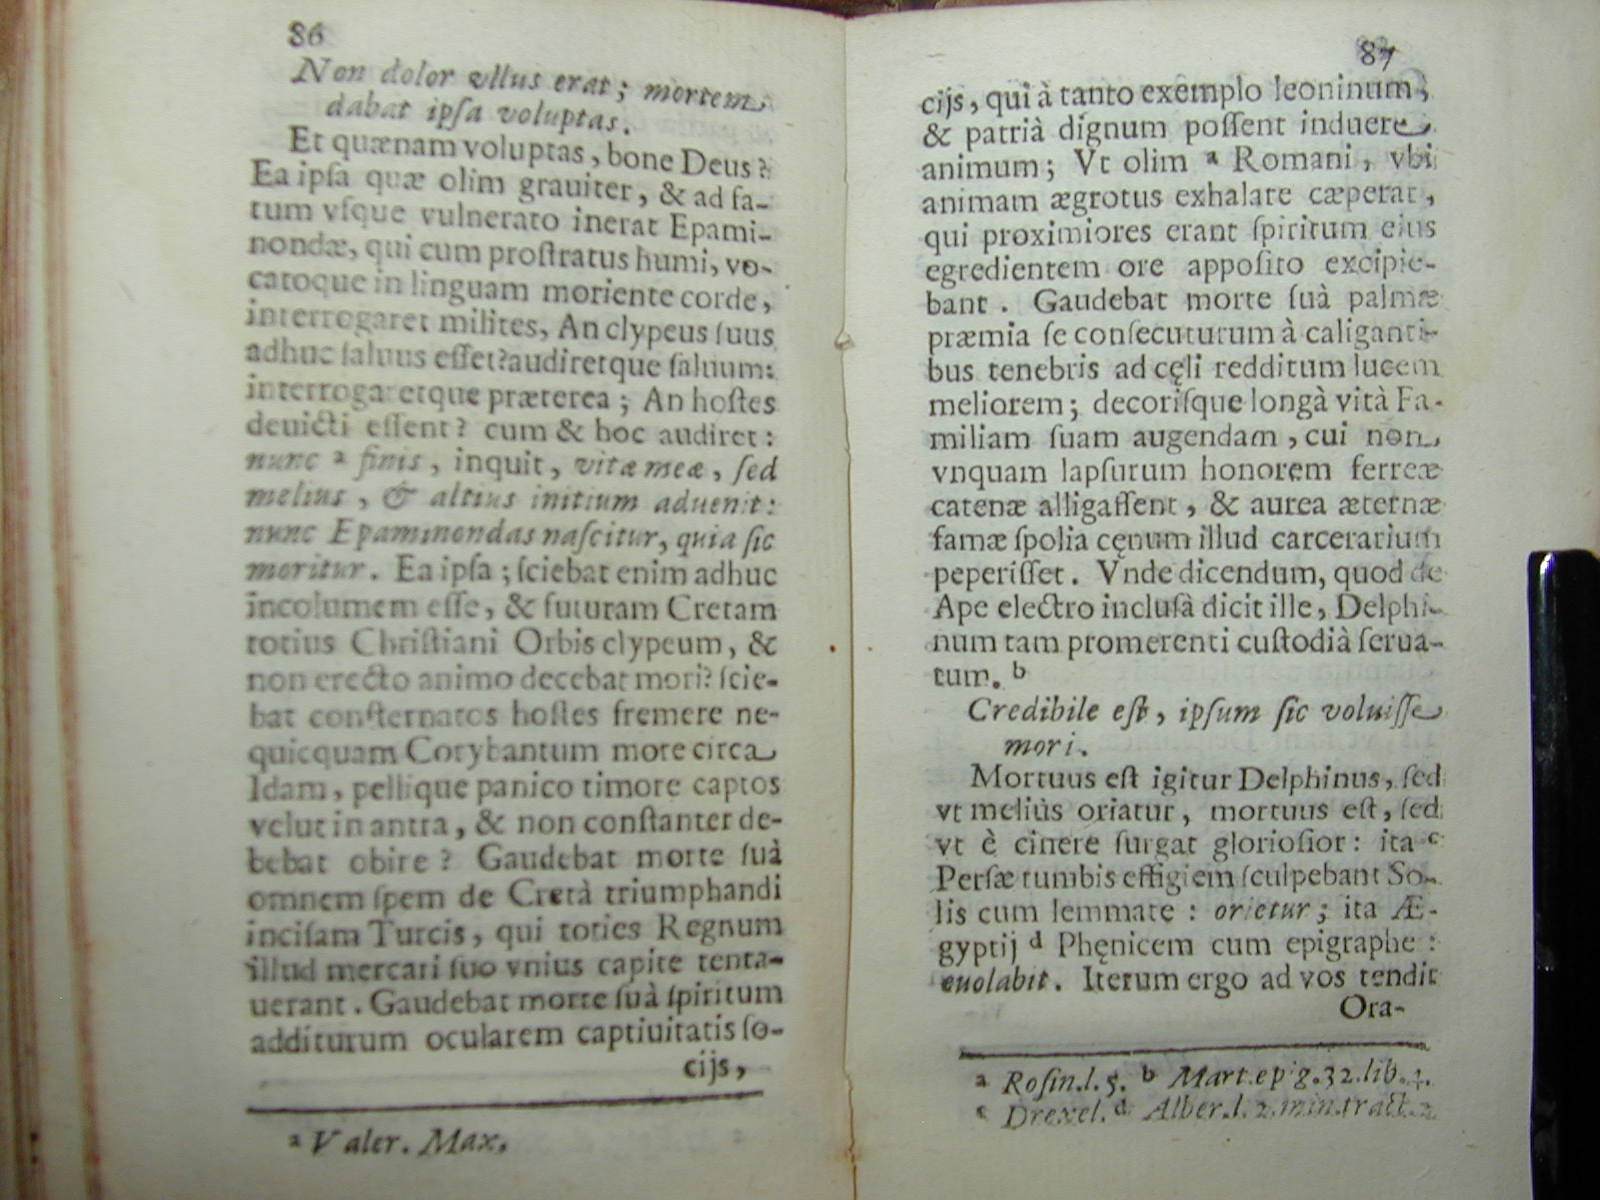 86
Non dolor vllus erat; mortem
dabat ipſa voluptas.
Et quænam voluptas, bone Deus?
Ea ipſa quæ olim grauiter, & ad fa-
tum vſque vulnerato inerat Epami-
nondæ, qui cum proſtratus humi, vo-
catoque in linguam moriente corde,
interrogaret milites, An clypeus ſuus
adhuc ſaluus eſſet? audiretque ſaluum:
interrogaretque præterea; An hoſtes
deuicti eſſent? cum & hoc audiret:
nunc a finis, inquit, vitæ meæ, ſed
melius, & altius initium aduenit:
nunc Epaminondas naſcitur, quia ſic
moritur. Ea ipſa; ſciebat enim adhuc
incolumem eſſe, & futuram Cretam
totius Chriſtiani Orbis clypeum, &
non erecto animo decebat mori? ſcie-
bat conſternatos hoſtes fremere ne-
quicquam Corybantum more circa
Idam, pellique panico timore captos
velut in antra, & non conſtanter de-
bebat obire? Gaudebat morte ſuà
omnem ſpem de Cretà triumphandi
inciſam Turcis, qui toties Regnum
illud mercari ſuo vnius capite tenta-
uerant. Gaudebat morte ſuà ſpiritum
additurum ocularem captiuitatis ſo-
cijs,
a Valer. Max.
87
cijs, qui à tanto exemplo leoninum,
& patrià dignum poſſent induere
animum; Vt olim a Romani, vbi
animam ægrotus exhalare cæperat,
qui proximiores erant ſpiritum eius
egredientem ore appoſito excipie-
bant. Gaudebat morte ſuà palmæ
præmia ſe conſecuturum à caliganti-
bus tenebris ad cęli redditum lucem
meliorem; decoriſque longà vità Fa-
miliam ſuam augendam, cui non
vnquam lapſurum honorem ferreæ
catenæ alligaſſent, & aurea æternæ
famæ ſpolia cęnum illud carcerarium
peperiſſet. Vnde dicendum, quod de
Ape electro incluſà dicit ille, Delphi-
num tam promerenti cuſtodià ſerua-
tum. b
Credibile eſt, ipſum ſic voluiſſe
mori.
Mortuus eſt igitur Delphinus, ſed
vt meliùs oriatur, mortuus eſt, ſed
vt è cinere ſurgat glorioſior: ita c
Perſæ tumbis effigiem ſculpebant So-
lis cum lemmate: orietur; ita Æ-
gyptij d Phęnicem cum epigraphe:
euolabit. Iterum ergo ad vos tendit
Ora-
a Roſin. l. 5. b Mart. epig. 32. lib. 4.
c Drexel. d Alber. l. 2. min. tract. 2.